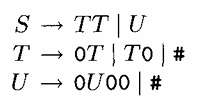 S → TT | U
T → 0T | T0 | #
U → 0U00 | #